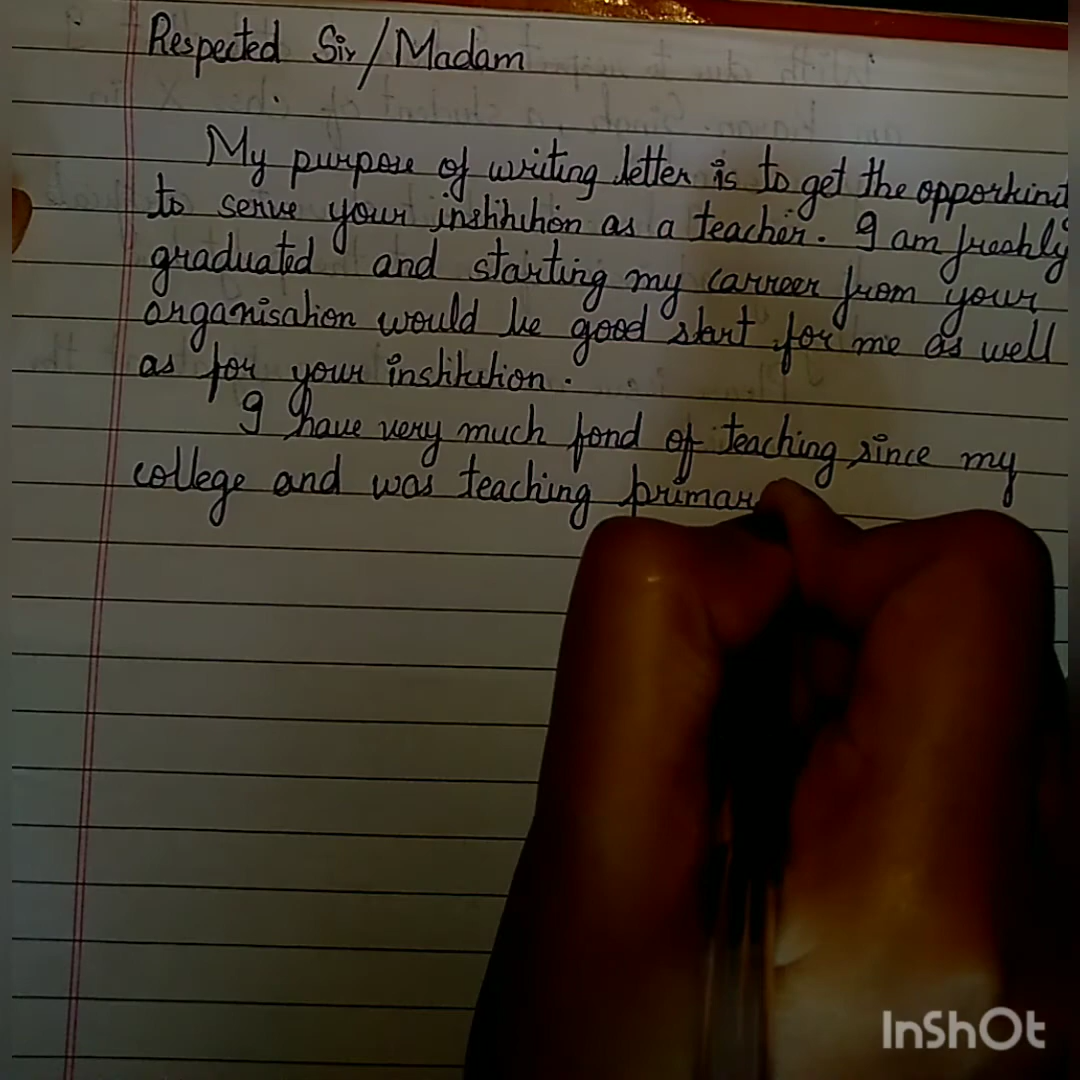 Respected Sir/Madam
My purpose of writing letter is to get the opportunit
to serve your institution as a teacher. I am freshly
graduated and starting my carreer from your
organisation would be good start for me as well
as for your institution.
I have very much fond of teaching since my
college and was teaching primar
InShOt